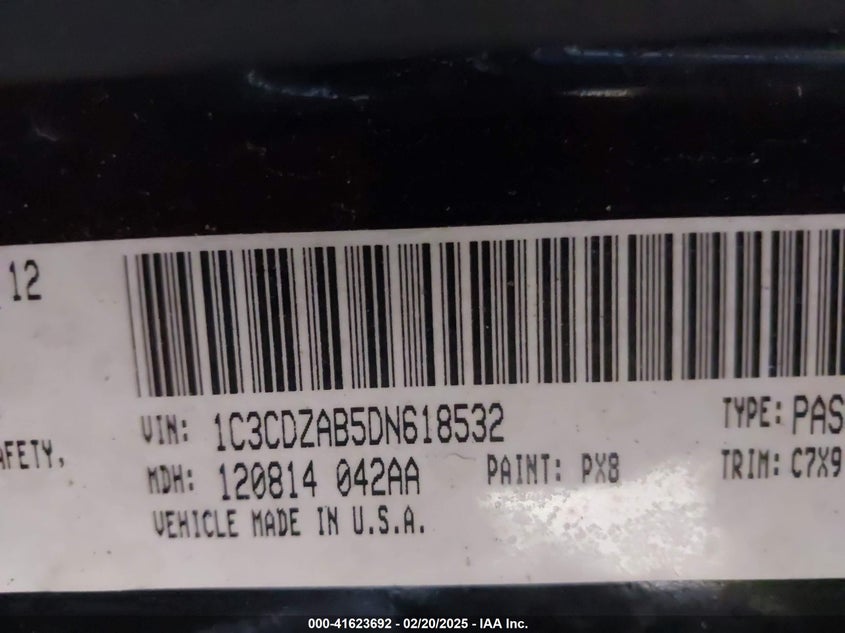 12
VIN: 1C3CDZAB5DN618532
TYPE: PAS
AFETY,
MDH: 120814 042AA
PAINT: PX8
TRIM: C7X9
VEHICLE MADE IN U.S.A.
000-41623692 - 02/20/2025 - IAA Inc.